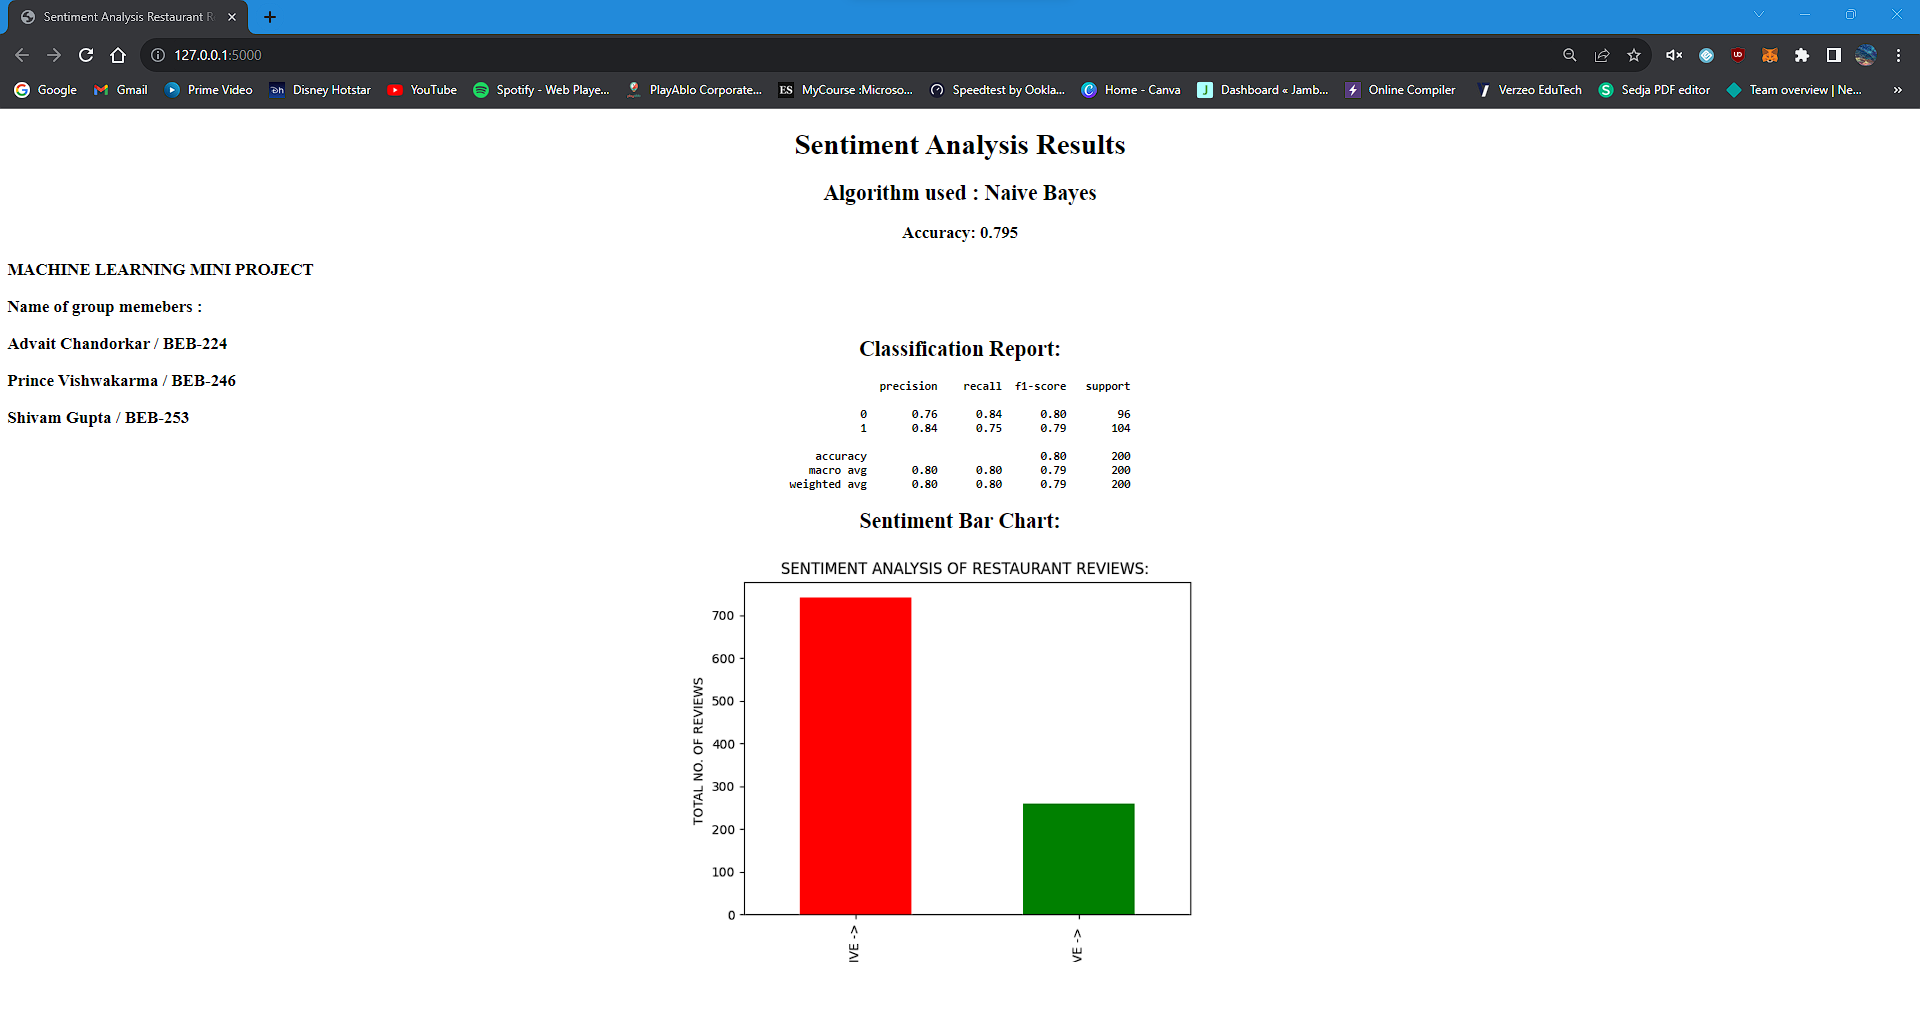 Sentiment Analysis Restaurant R
127.0.0.1:5000
Google Gmail Prime Video Disney Hotstar YouTube Spotify - Web Playe... PlayAblo Corporate... ES MyCourse :Microso... Speedtest by Ookla... Home - Canva J Dashboard « Jamb... Online Compiler Verzeo EduTech S Sedja PDF editor Team overview | Ne... »
Sentiment Analysis Results
Algorithm used : Naive Bayes
Accuracy: 0.795
MACHINE LEARNING MINI PROJECT
Name of group memebers :
Advait Chandorkar / BEB-224
Prince Vishwakarma / BEB-246
Shivam Gupta / BEB-253
Classification Report:
precision recall f1-score support
0 0.76 0.84 0.80 96
1 0.84 0.75 0.79 104
accuracy 0.80 200
macro avg 0.80 0.80 0.79 200
weighted avg 0.80 0.80 0.79 200
Sentiment Bar Chart:
SENTIMENT ANALYSIS OF RESTAURANT REVIEWS:
TOTAL NO. OF REVIEWS
700
600
500
400
300
200
100
0
IVE ->
VE ->